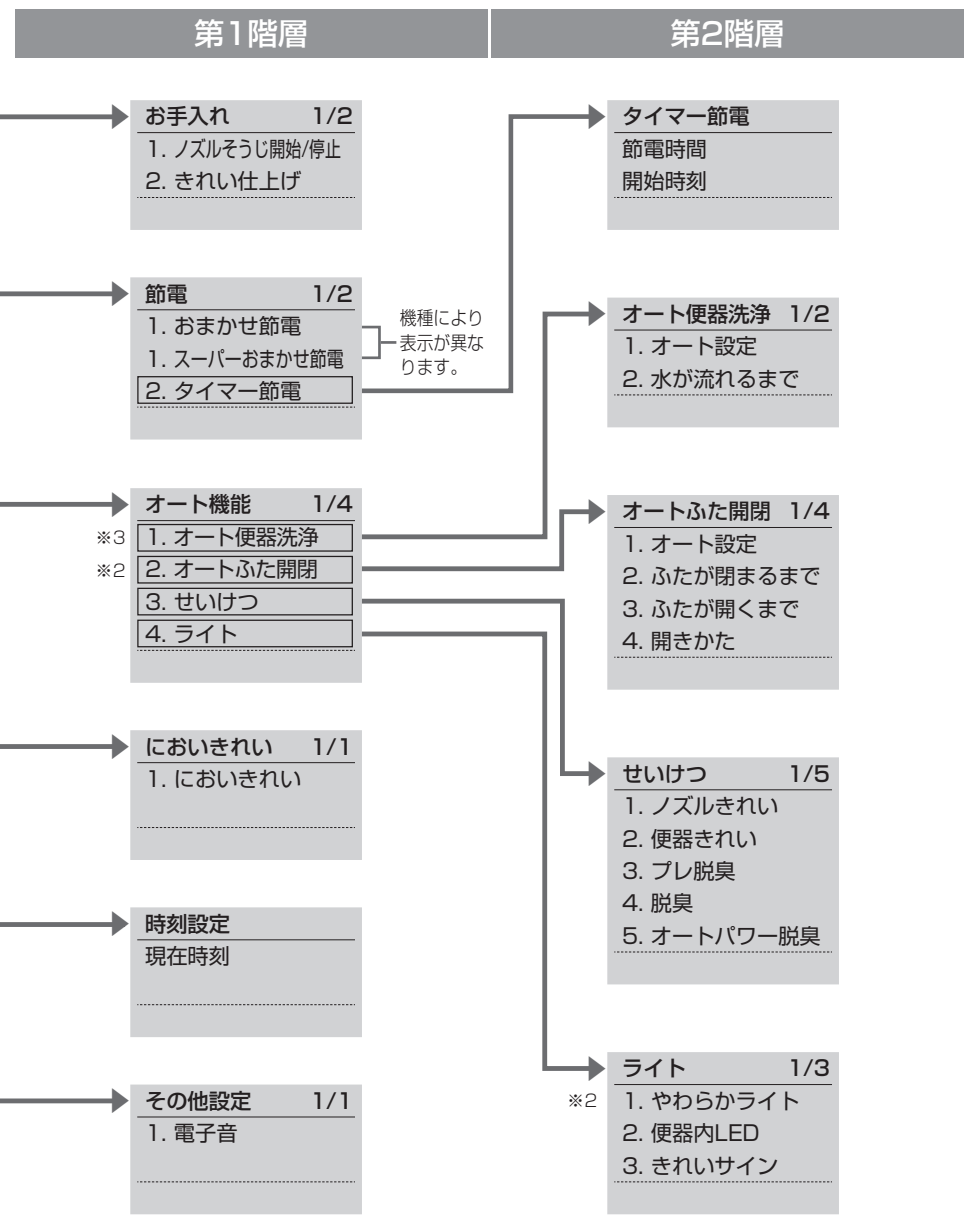 第1階層
第2階層
お手入れ 1/2
1. ノズルそうじ開始/停止
2. きれい仕上げ
節電 1/2
1. おまかせ節電
1. スーパーおまかせ節電
2. タイマー節電
機種により
表示が異な
ります。
オート機能 1/4
※3 1. オート便器洗浄
※2 2. オートふた開閉
3. せいけつ
4. ライト
においきれい 1/1
1. においきれい
時刻設定
現在時刻
その他設定 1/1
1. 電子音
タイマー節電
節電時間
開始時刻
オート便器洗浄 1/2
1. オート設定
2. 水が流れるまで
オートふた開閉 1/4
1. オート設定
2. ふたが閉まるまで
3. ふたが開くまで
4. 開きかた
せいけつ 1/5
1. ノズルきれい
2. 便器きれい
3. プレ脱臭
4. 脱臭
5. オートパワー脱臭
ライト 1/3
※2 1. やわらかライト
2. 便器内LED
3. きれいサイン